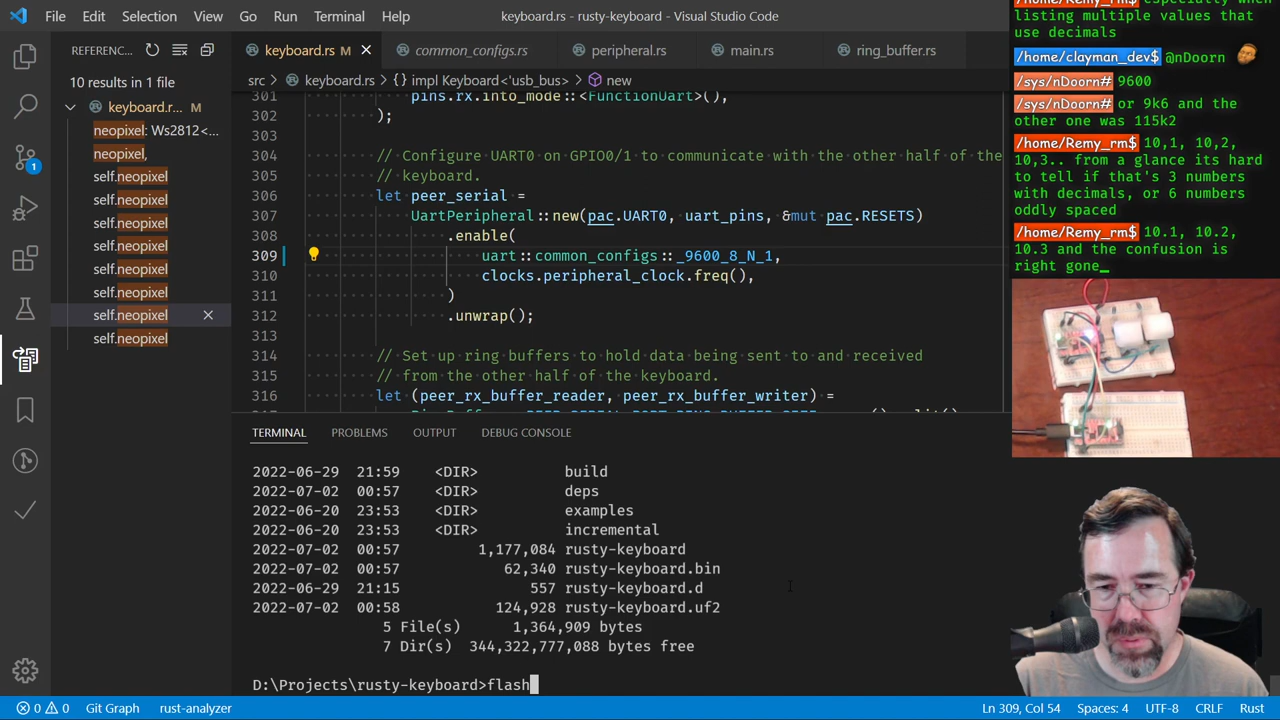 File Edit Selection View Go Run Terminal Help keyboard.rs - rusty-keyboard - Visual Studio Code
REFERENC...
10 results in 1 file
keyboard.r... M
neopixel: Ws2812<...
neopixel,
self.neopixel
self.neopixel
self.neopixel
self.neopixel
self.neopixel
self.neopixel
self.neopixel
self.neopixel
1
keyboard.rs M common_configs.rs peripheral.rs main.rs ring_buffer.rs
src > keyboard.rs > {} impl Keyboard<'usb_bus> > new
301 pins.rx.into_mode::<FunctionUart>(),
302 );
303
304 // Configure UART0 on GPIO0/1 to communicate with the other half of the
305 // keyboard.
306 let peer_serial =
307 UartPeripheral::new(pac.UART0, uart_pins, &mut pac.RESETS)
308 .enable(
309 uart::common_configs::_9600_8_N_1,
310 clocks.peripheral_clock.freq(),
311 )
312 .unwrap();
313
314 // Set up ring buffers to hold data being sent to and received
315 // from the other half of the keyboard.
316 let (peer_rx_buffer_reader, peer_rx_buffer_writer) =
TERMINAL PROBLEMS OUTPUT DEBUG CONSOLE
2022-06-29 21:59 <DIR> build
2022-07-02 00:57 <DIR> deps
2022-06-20 23:53 <DIR> examples
2022-06-20 23:53 <DIR> incremental
2022-07-02 00:57 1,177,084 rusty-keyboard
2022-07-02 00:57 62,340 rusty-keyboard.bin
2022-06-29 21:15 557 rusty-keyboard.d
2022-07-02 00:58 124,928 rusty-keyboard.uf2
5 File(s) 1,364,909 bytes
7 Dir(s) 344,322,777,088 bytes free
D:\Projects\rusty-keyboard>flash
0 0 Git Graph rust-analyzer Ln 309, Col 54 Spaces: 4 UTF-8 CRLF Rust
/home/Remy_rm$ especially when
listing multiple values that
use decimals
/home/clayman_dev$ @nDoorn
/sys/nDoorn# 9600
/sys/nDoorn# or 9k6 and the
other one was 115k2
/home/Remy_rm$ 10,1, 10,2,
10,3.. from a glance its hard
to tell if that's 3 numbers
with decimals, or 6 numbers
oddly spaced
/home/Remy_rm$ 10.1, 10.2,
10.3 and the confusion is
right gone_